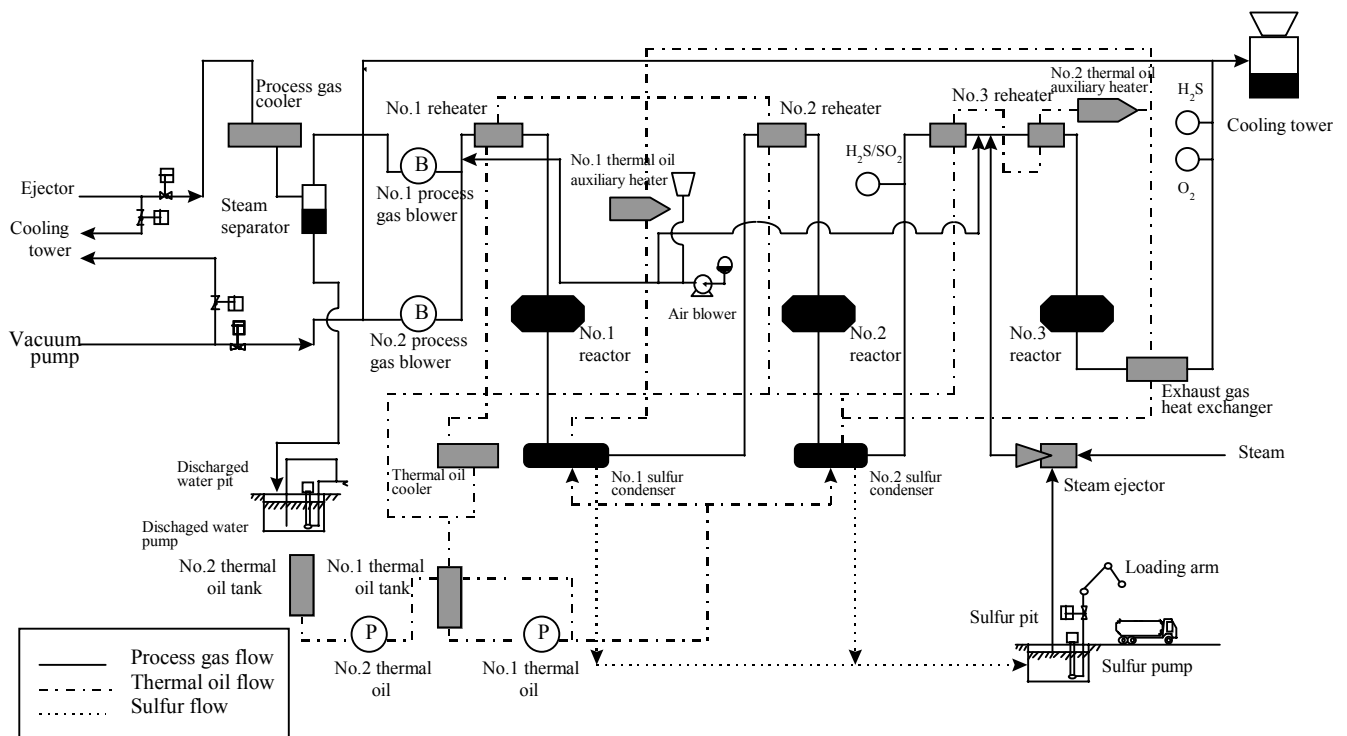 Process gas
cooler
No.1 reheater
No.2 reheater
No.3 reheater
No.2 thermal oil
auxiliary heater
H2S
Cooling tower
O2
H2S/SO2
No.1 thermal oil
auxiliary heater
Ejector
Cooling
tower
Steam
separator
B
No.1 process
gas blower
B
No.2 process
gas blower
Vacuum
pump
No.1
reactor
Air blower
No.2
reactor
No.3
reactor
Exhaust gas
heat exchanger
Discharged
water pit
Dischaged water
pump
Thermal oil
cooler
No.1 sulfur
condenser
No.2 sulfur
condenser
Steam
Steam ejector
No.2 thermal
oil tank
No.1 thermal
oil tank
P
No.2 thermal
oil
P
No.1 thermal
oil
Loading arm
Sulfur pit
Sulfur pump
Process gas flow
Thermal oil flow
Sulfur flow